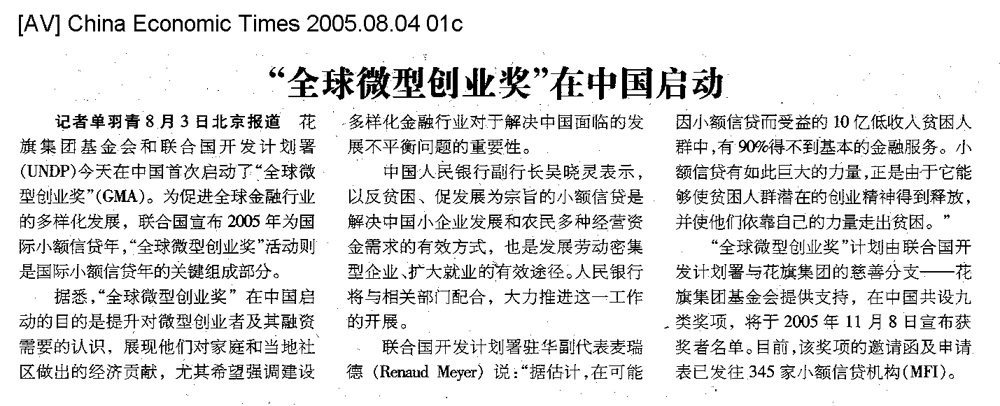 [AV] China Economic Times 2005.08.04 01c
“全球微型创业奖”在中国启动
记者单羽青 8 月 3 日北京报道 花
旗集团基金会和联合国开发计划署
(UNDP)今天在中国首次启动了“全球微
型创业奖”(GMA)。为促进全球金融行业
的多样化发展，联合国宣布 2005 年为国
际小额信贷年,“全球微型创业奖”活动则
是国际小额信贷年的关键组成部分。
据悉,“全球微型创业奖” 在中国启
动的目的是提升对微型创业者及其融资
需要的认识，展现他们对家庭和当地社
区做出的经济贡献，尤其希望强调建设
多样化金融行业对于解决中国面临的发
展不平衡问题的重要性。
中国人民银行副行长吴晓灵表示，
以反贫困、促发展为宗旨的小额信贷是
解决中国小企业发展和农民多种经营资
金需求的有效方式，也是发展劳动密集
型企业、扩大就业的有效途径。人民银行
将与相关部门配合，大力推进这一工作
的开展。
联合国开发计划署驻华副代表麦瑞
德 (Renaud Meyer) 说：“据估计,在可能
因小额信贷而受益的 10 亿低收入贫困人
群中,有 90%得不到基本的金融服务。小
额信贷有如此巨大的力量,正是由于它能
够使贫困人群潜在的创业精神得到释放,
并使他们依靠自己的力量走出贫困。”
“全球微型创业奖”计划由联合国开
发计划署与花旗集团的慈善分支——花
旗集团基金会提供支持，在中国共设九
类奖项，将于 2005 年 11 月 8 日宣布获
奖者名单。目前,该奖项的邀请函及申请
表已发往 345 家小额信贷机构(MFI)。